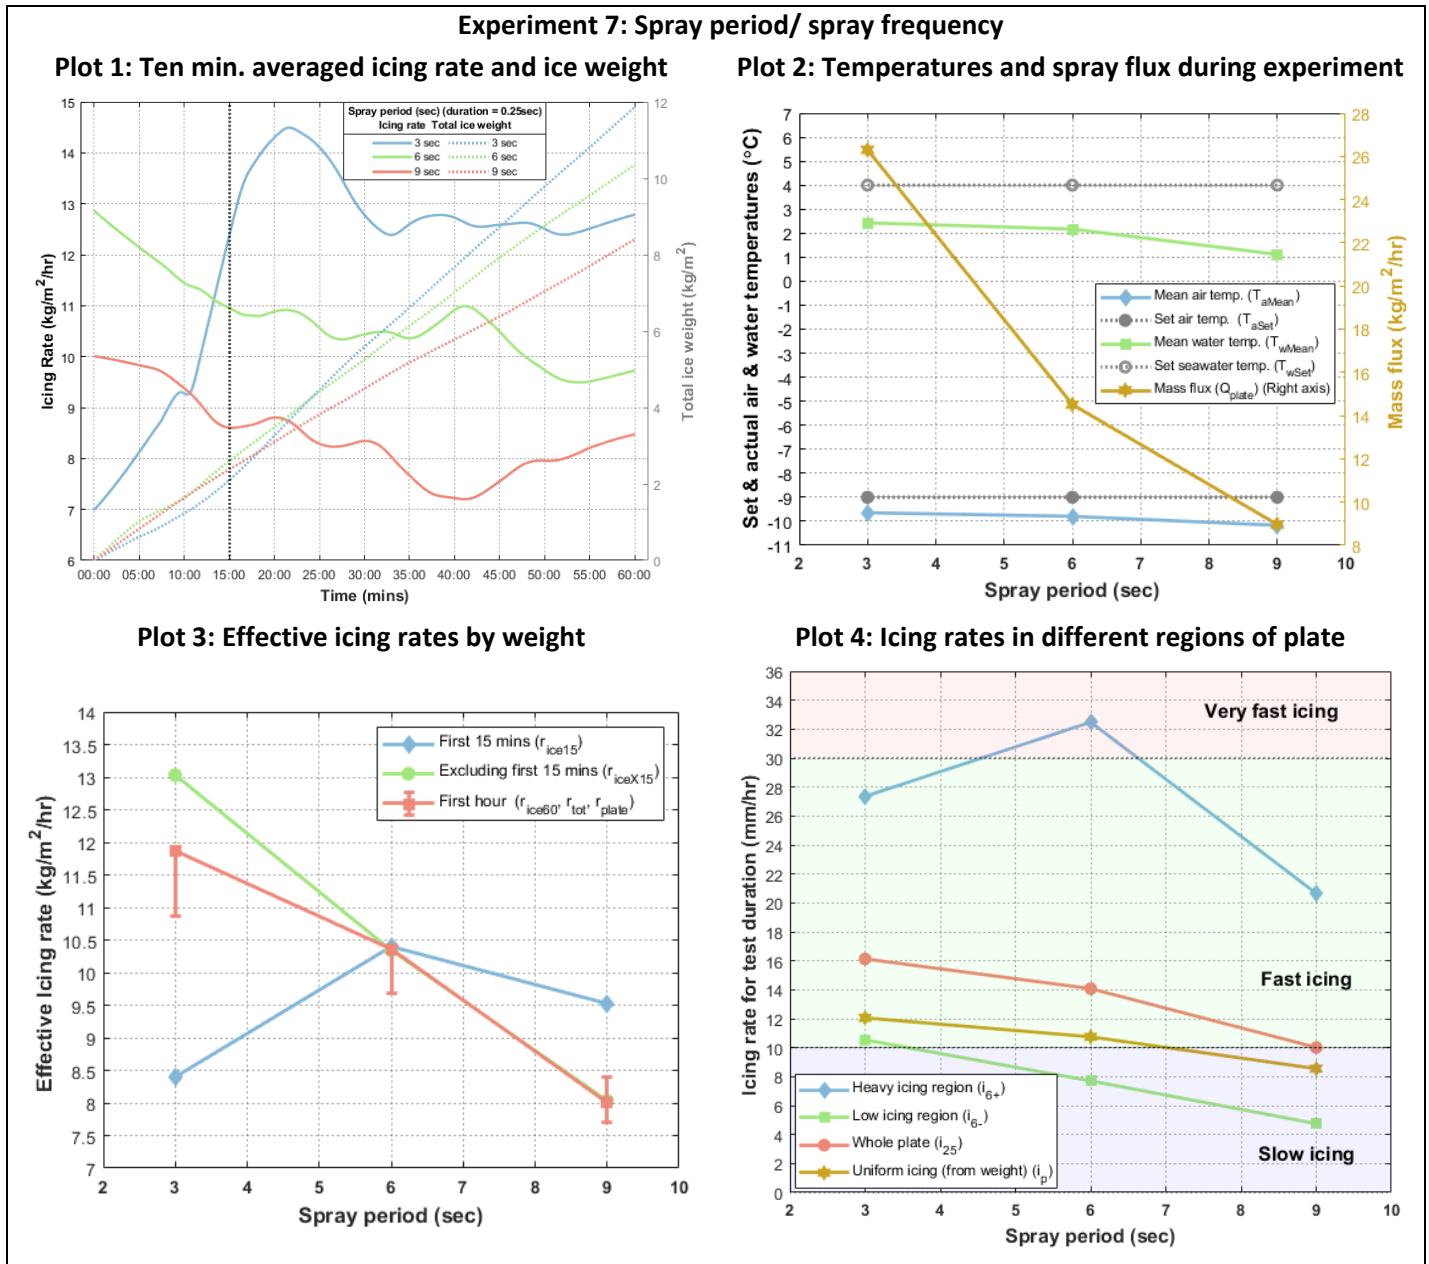 Experiment 7: Spray period/ spray frequency
Plot 1: Ten min. averaged icing rate and ice weight
15
14
13
12
11
10
9
8
7
6
Icing Rate (kg/m²/hr)
12
10
8
6
4
2
0
Total ice weight (kg/m²)
Spray period (sec) (duration = 0.25sec)
Icing rate Total ice weight
3 sec 3 sec
6 sec 6 sec
9 sec 9 sec
00:00 05:00 10:00 15:00 20:00 25:00 30:00 35:00 40:00 45:00 50:00 55:00 60:00
Time (mins)
Plot 2: Temperatures and spray flux during experiment
7
6
5
4
3
2
1
0
-1
-2
-3
-4
-5
-6
-7
-8
-9
-10
-11
Set & actual air & water temperatures (°C)
28
26
24
22
20
18
16
14
12
10
8
Mass flux (kg/m²/hr)
Mean air temp. (T_aMean)
Set air temp. (T_aSet)
Mean water temp. (T_wMean)
Set seawater temp. (T_wSet)
Mass flux (Q_plate) (Right axis)
2 3 4 5 6 7 8 9 10
Spray period (sec)
Plot 3: Effective icing rates by weight
14
13.5
13
12.5
12
11.5
11
10.5
10
9.5
9
8.5
8
7.5
7
Effective Icing rate (kg/m²/hr)
First 15 mins (r_ice15)
Excluding first 15 mins (r_iceX15)
First hour (r_ice60, r_tot, r_plate)
2 3 4 5 6 7 8 9 10
Spray period (sec)
Plot 4: Icing rates in different regions of plate
36
34
32
30
28
26
24
22
20
18
16
14
12
10
8
6
4
2
0
Icing rate for test duration (mm/hr)
Very fast icing
Fast icing
Slow icing
Heavy icing region (i_6+)
Low icing region (i_6-)
Whole plate (i_25)
Uniform icing (from weight) (i_p)
2 3 4 5 6 7 8 9 10
Spray period (sec)